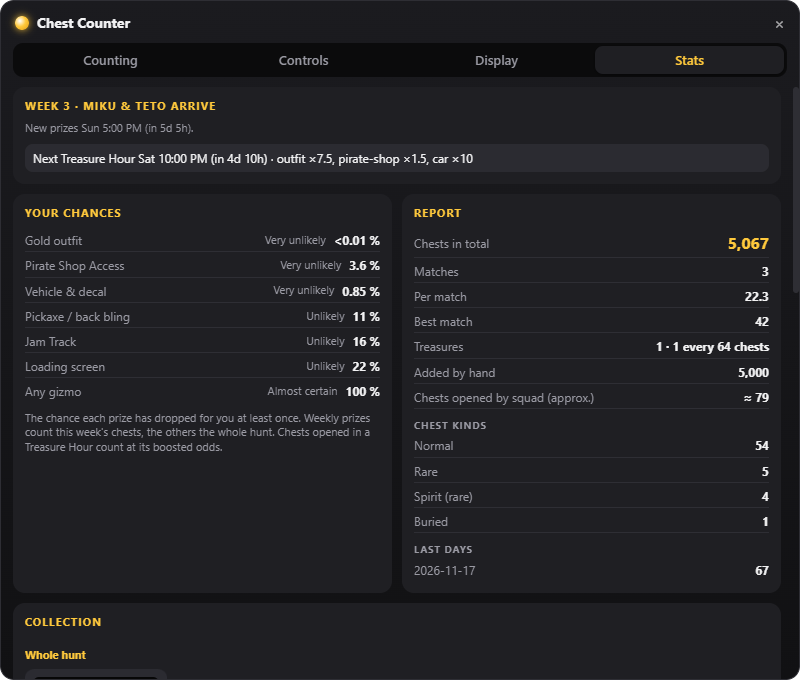 Chest Counter
×
Counting
Controls
Display
Stats
WEEK 3 · MIKU & TETO ARRIVE
New prizes Sun 5:00 PM (in 5d 5h).
Next Treasure Hour Sat 10:00 PM (in 4d 10h) · outfit ×7.5, pirate-shop ×1.5, car ×10
YOUR CHANCES
Gold outfit Very unlikely <0.01 %
Pirate Shop Access Very unlikely 3.6 %
Vehicle & decal Very unlikely 0.85 %
Pickaxe / back bling Unlikely 11 %
Jam Track Unlikely 16 %
Loading screen Unlikely 22 %
Any gizmo Almost certain 100 %
The chance each prize has dropped for you at least once. Weekly prizes
count this week's chests, the others the whole hunt. Chests opened in a
Treasure Hour count at its boosted odds.
REPORT
Chests in total 5,067
Matches 3
Per match 22.3
Best match 42
Treasures 1 · 1 every 64 chests
Added by hand 5,000
Chests opened by squad (approx.) ≈ 79
CHEST KINDS
Normal 54
Rare 5
Spirit (rare) 4
Buried 1
LAST DAYS
2026-11-17 67
COLLECTION
Whole hunt